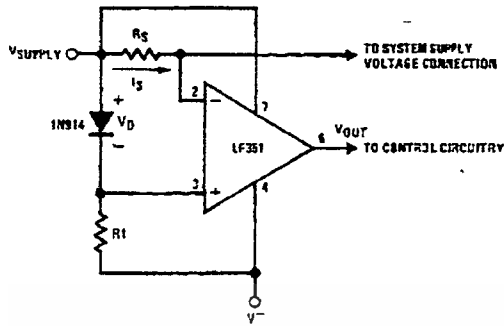 RS
VSUPPLY
TO SYSTEM SUPPLY
VOLTAGE CONNECTION
IS
2
7
+
1N914
VD
−
−
LF351
6
VOUT
TO CONTROL CIRCUITRY
3
+
4
R1
V−